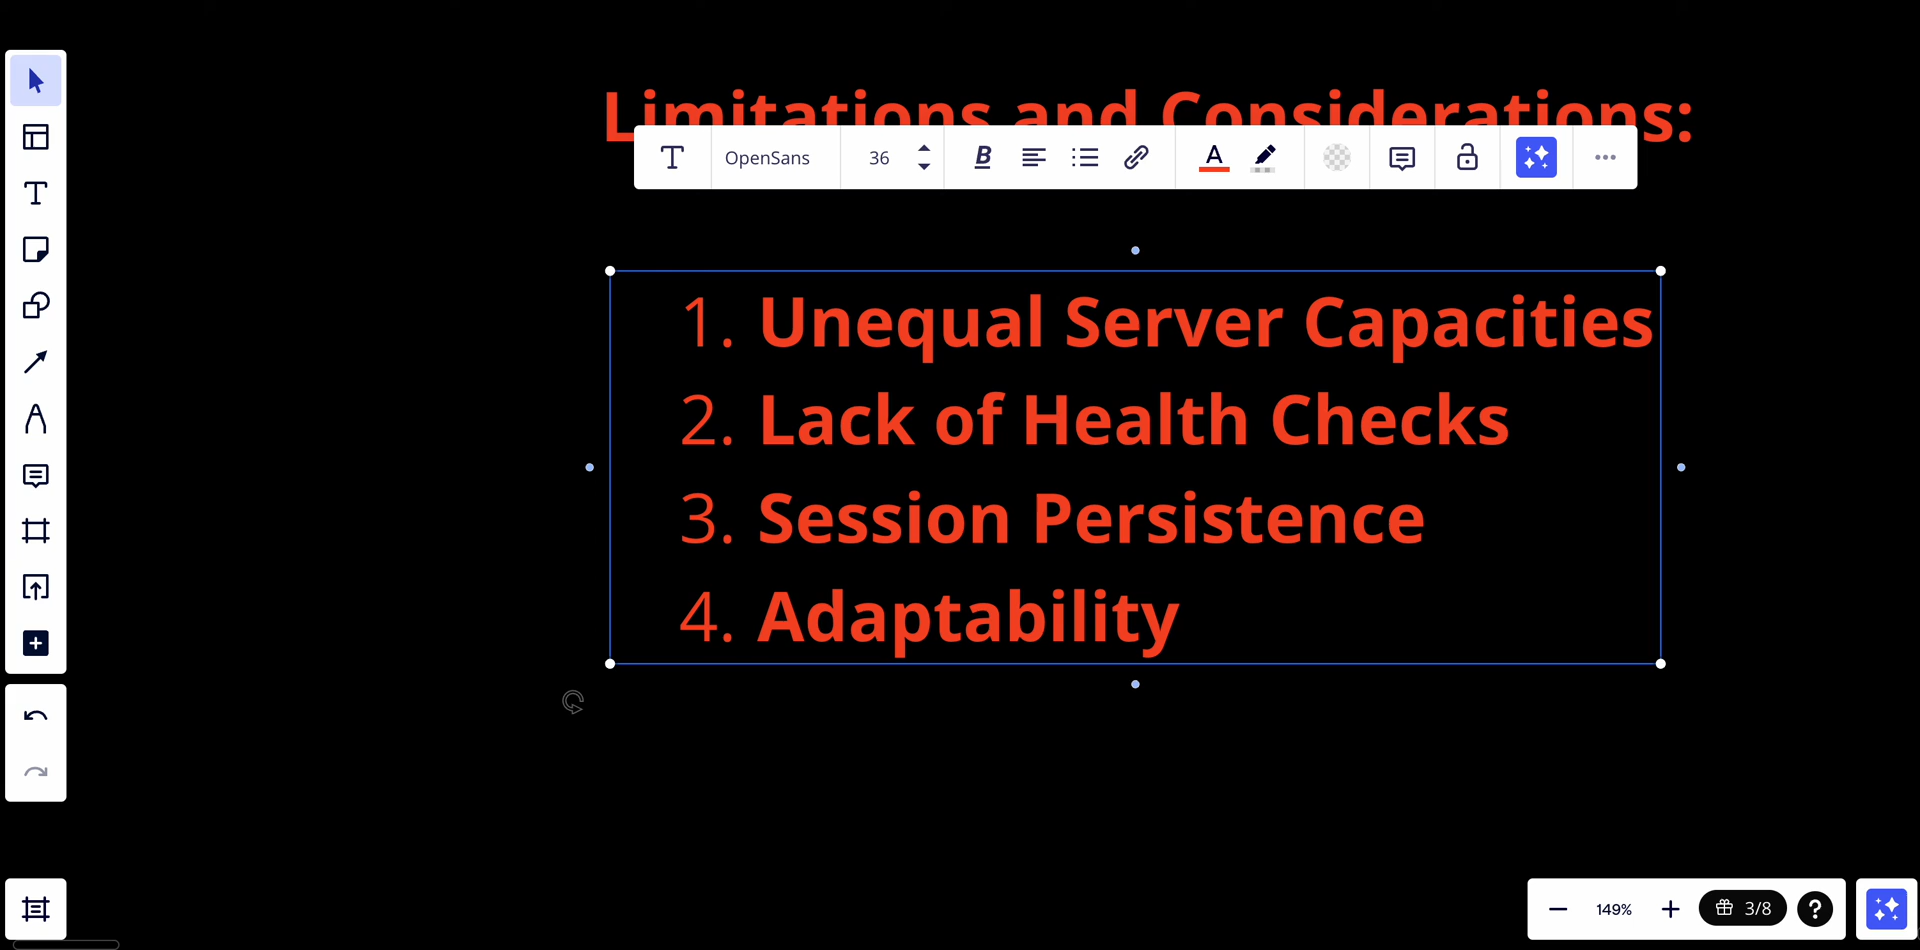 Limitations and Considerations:
OpenSans
36
B
A
1. Unequal Server Capacities
2. Lack of Health Checks
3. Session Persistence
4. Adaptability
149%
3/8